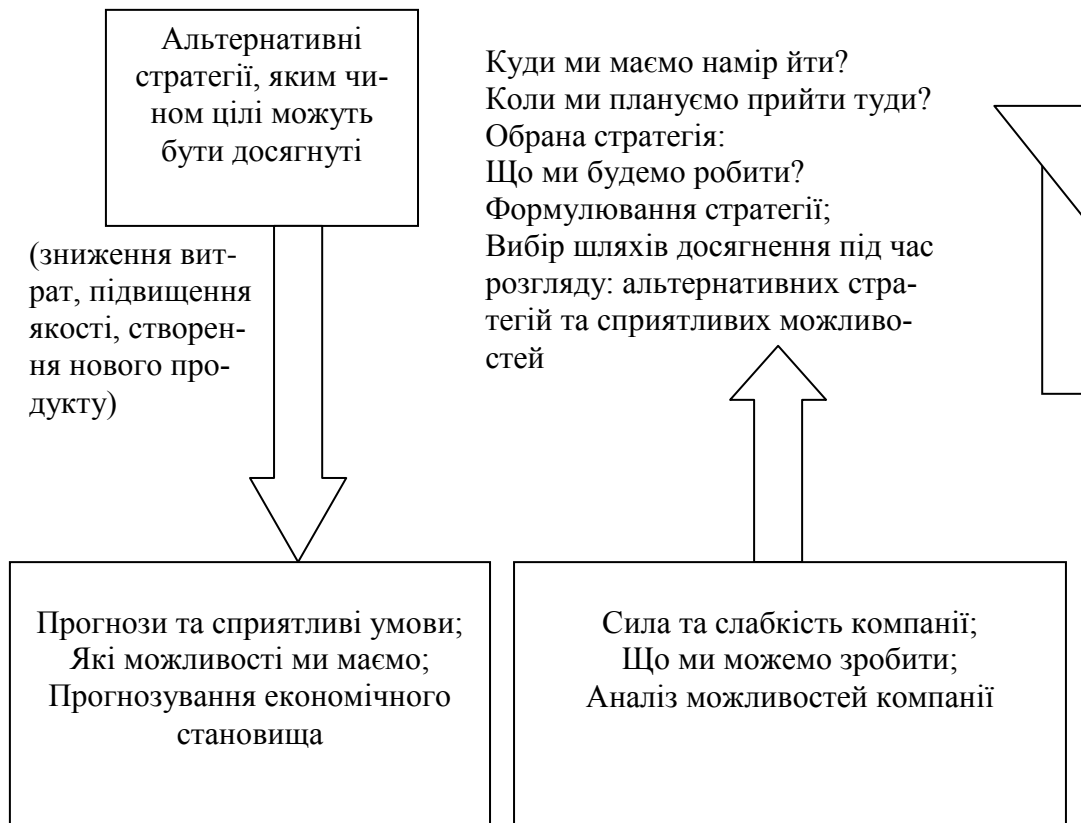 Альтернативні
стратегії, яким чи-
ном цілі можуть
бути досягнуті
(зниження вит-
рат, підвищення
якості, створен-
ня нового про-
дукту)
Куди ми маємо намір йти?
Коли ми плануємо прийти туди?
Обрана стратегія:
Що ми будемо робити?
Формулювання стратегії;
Вибір шляхів досягнення під час
розгляду: альтернативних стра-
тегій та сприятливих можливо-
стей
Прогнози та сприятливі умови;
Які можливості ми маємо;
Прогнозування економічного
становища
Сила та слабкість компанії;
Що ми можемо зробити;
Аналіз можливостей компанії